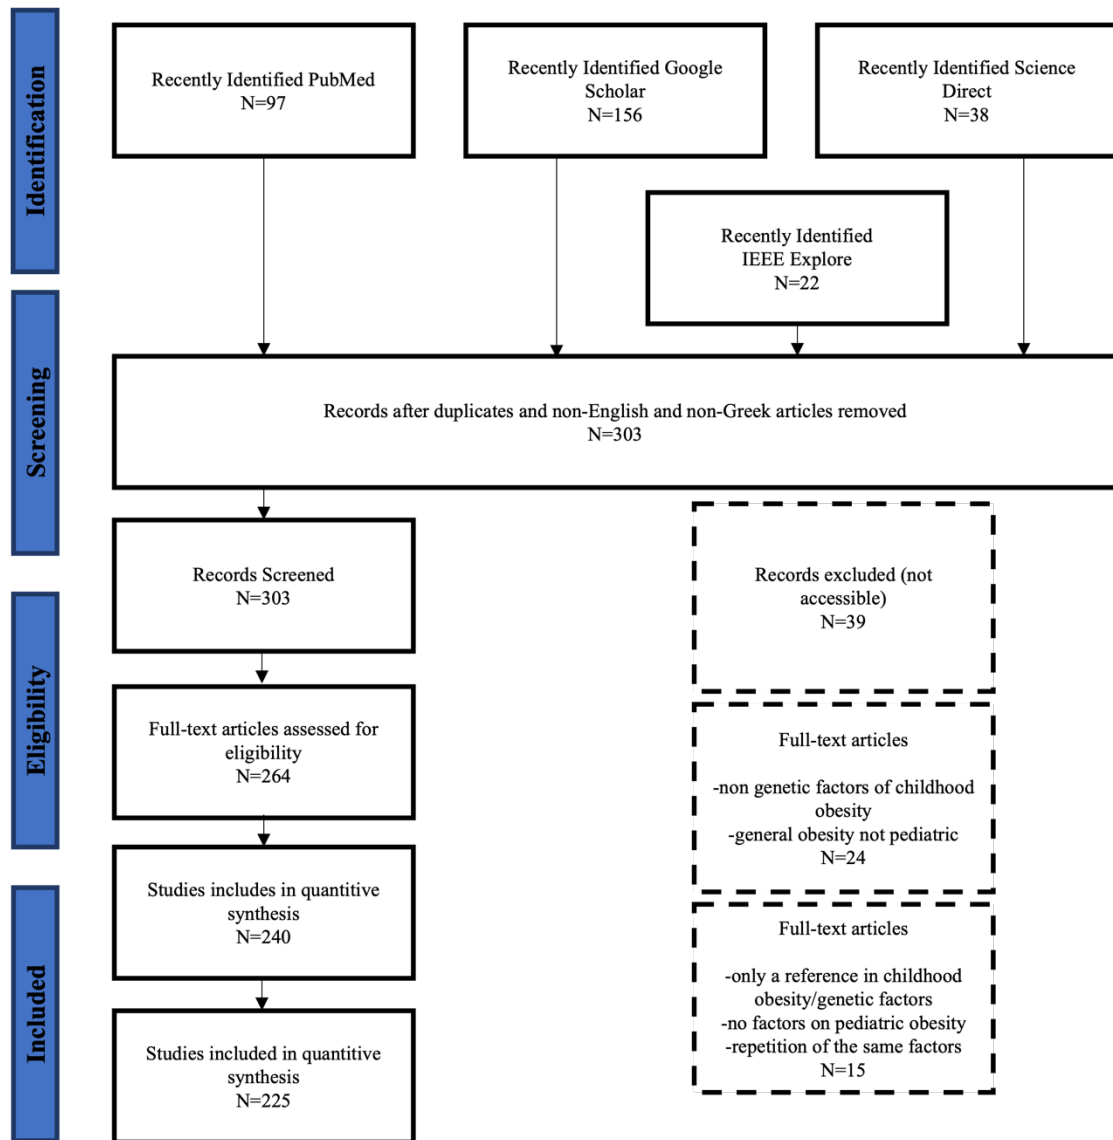 Identification
Recently Identified PubMed
N=97
Recently Identified Google
Scholar
N=156
Recently Identified Science
Direct
N=38
Recently Identified
IEEE Explore
N=22
Screening
Records after duplicates and non-English and non-Greek articles removed
N=303
Records Screened
N=303
Records excluded (not
accessible)
N=39
Eligibility
Full-text articles assessed for
eligibility
N=264
Full-text articles
-non genetic factors of childhood
obesity
-general obesity not pediatric
N=24
Included
Studies includes in quantitive
synthesis
N=240
Full-text articles
-only a reference in childhood
obesity/genetic factors
-no factors on pediatric obesity
-repetition of the same factors
N=15
Studies included in quantitive
synthesis
N=225